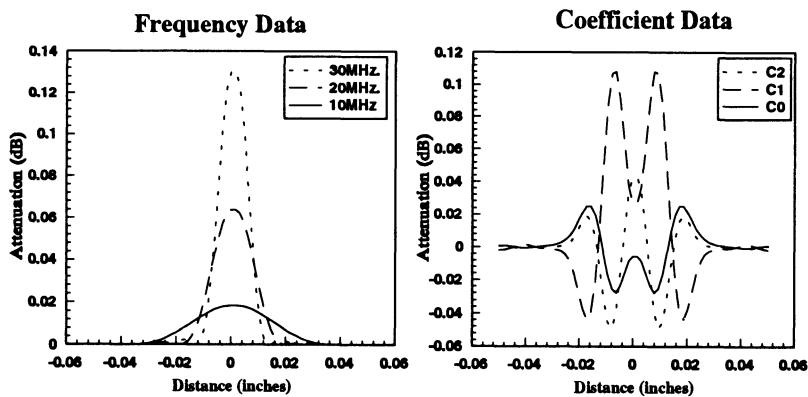 Frequency Data
0.14
0.12
0.1
0.08
0.06
0.04
0.02
0
Attenuation (dB)
30MHz.
20MHz.
10MHz
-0.06 -0.04 -0.02 0 0.02 0.04 0.06
Distance (inches)
Coefficient Data
0.12
0.1
0.08
0.06
0.04
0.02
0
-0.02
-0.04
-0.06
Attenuation (dB)
C2
C1
C0
-0.06 -0.04 -0.02 0 0.02 0.04 0.06
Distance (inches)